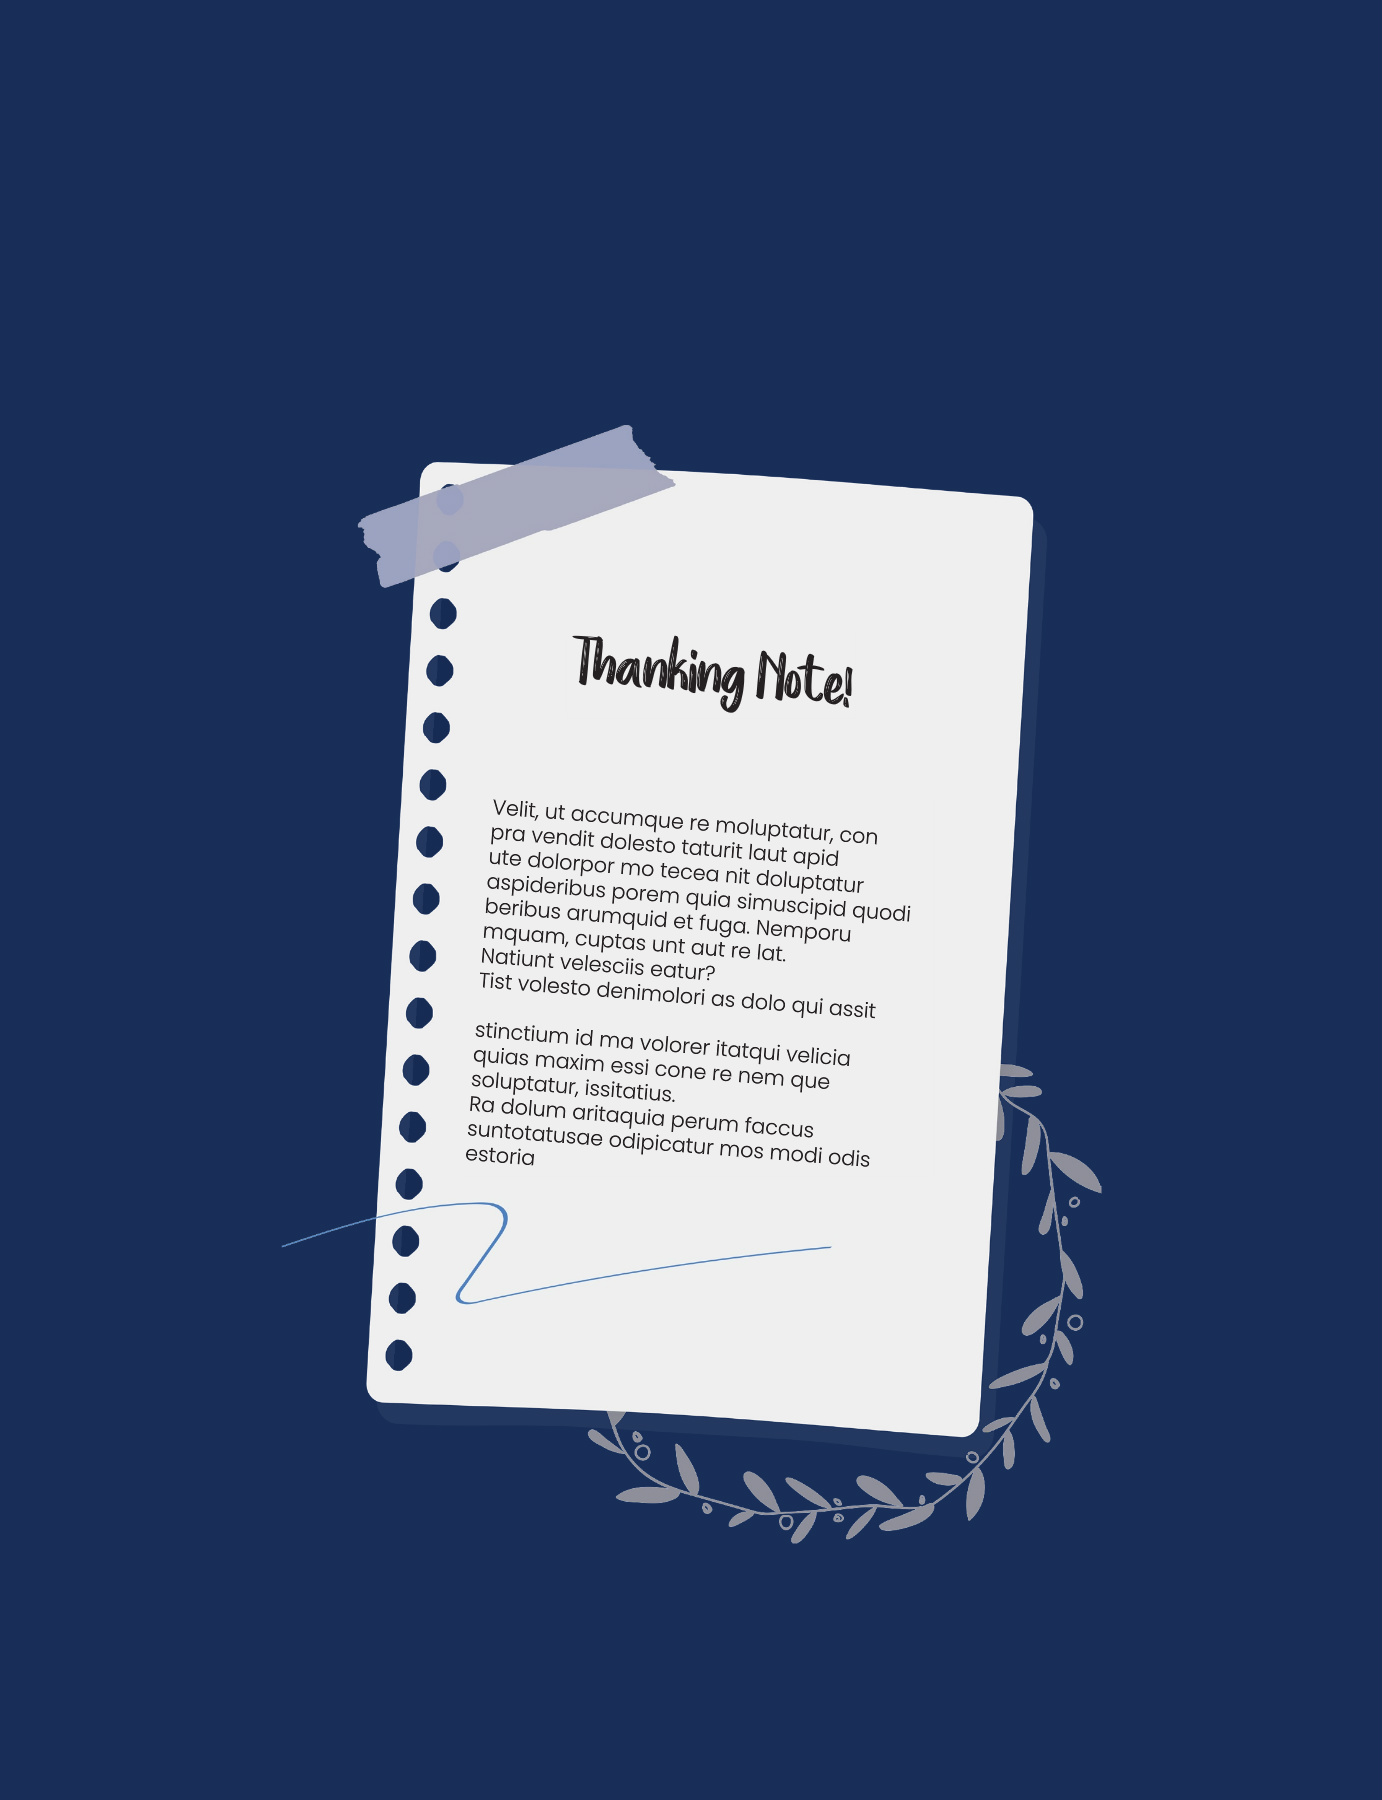 Thanking Note!
Velit, ut accumque re moluptatur, con
pra vendit dolesto taturit laut apid
ute dolorpor mo tecea nit doluptatur
aspideribus porem quia simuscipid quodi
beribus arumquid et fuga. Nemporu
mquam, cuptas unt aut re lat.
Natiunt velesciis eatur?
Tist volesto denimolori as dolo qui assit
stinctium id ma volorer itatqui velicia
quias maxim essi cone re nem que
soluptatur, issitatius.
Ra dolum aritaquia perum faccus
suntotatusae odipicatur mos modi odis
estoria